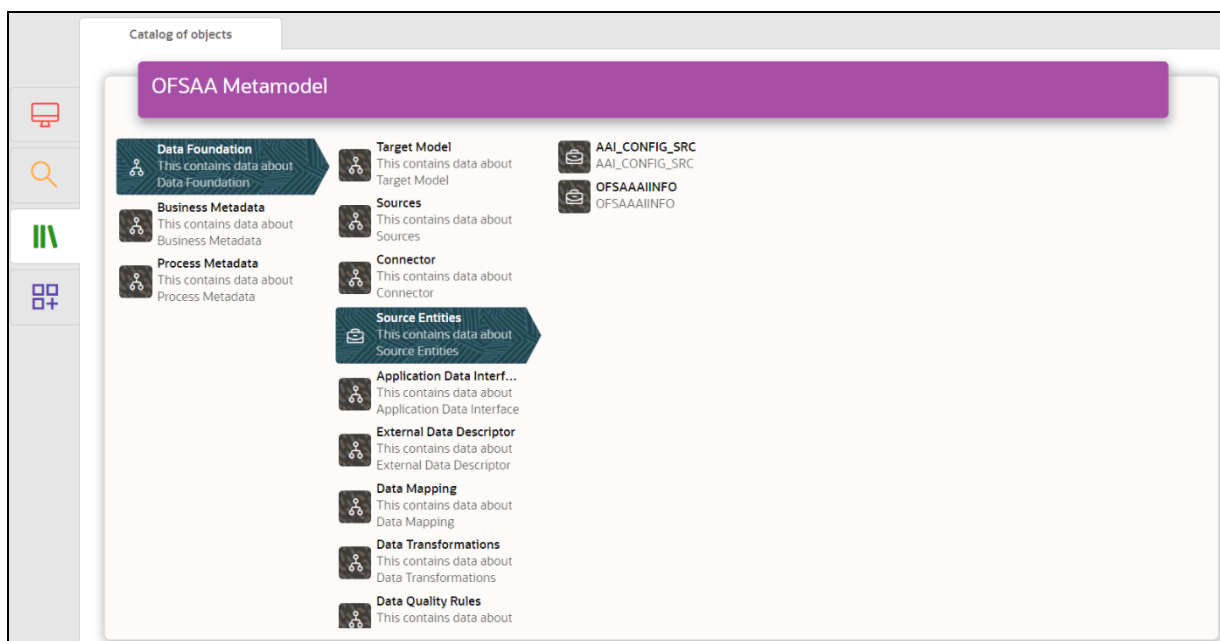 Catalog of objects
OFSAA Metamodel
Data Foundation
This contains data about
Data Foundation
Business Metadata
This contains data about
Business Metadata
Process Metadata
This contains data about
Process Metadata
Target Model
This contains data about
Target Model
Sources
This contains data about
Sources
Connector
This contains data about
Connector
Source Entities
This contains data about
Source Entities
Application Data Interf...
This contains data about
Application Data Interface
External Data Descriptor
This contains data about
External Data Descriptor
Data Mapping
This contains data about
Data Mapping
Data Transformations
This contains data about
Data Transformations
Data Quality Rules
This contains data about
AAI_CONFIG_SRC
AAI_CONFIG_SRC
OFSAAAIINFO
OFSAAAIINFO